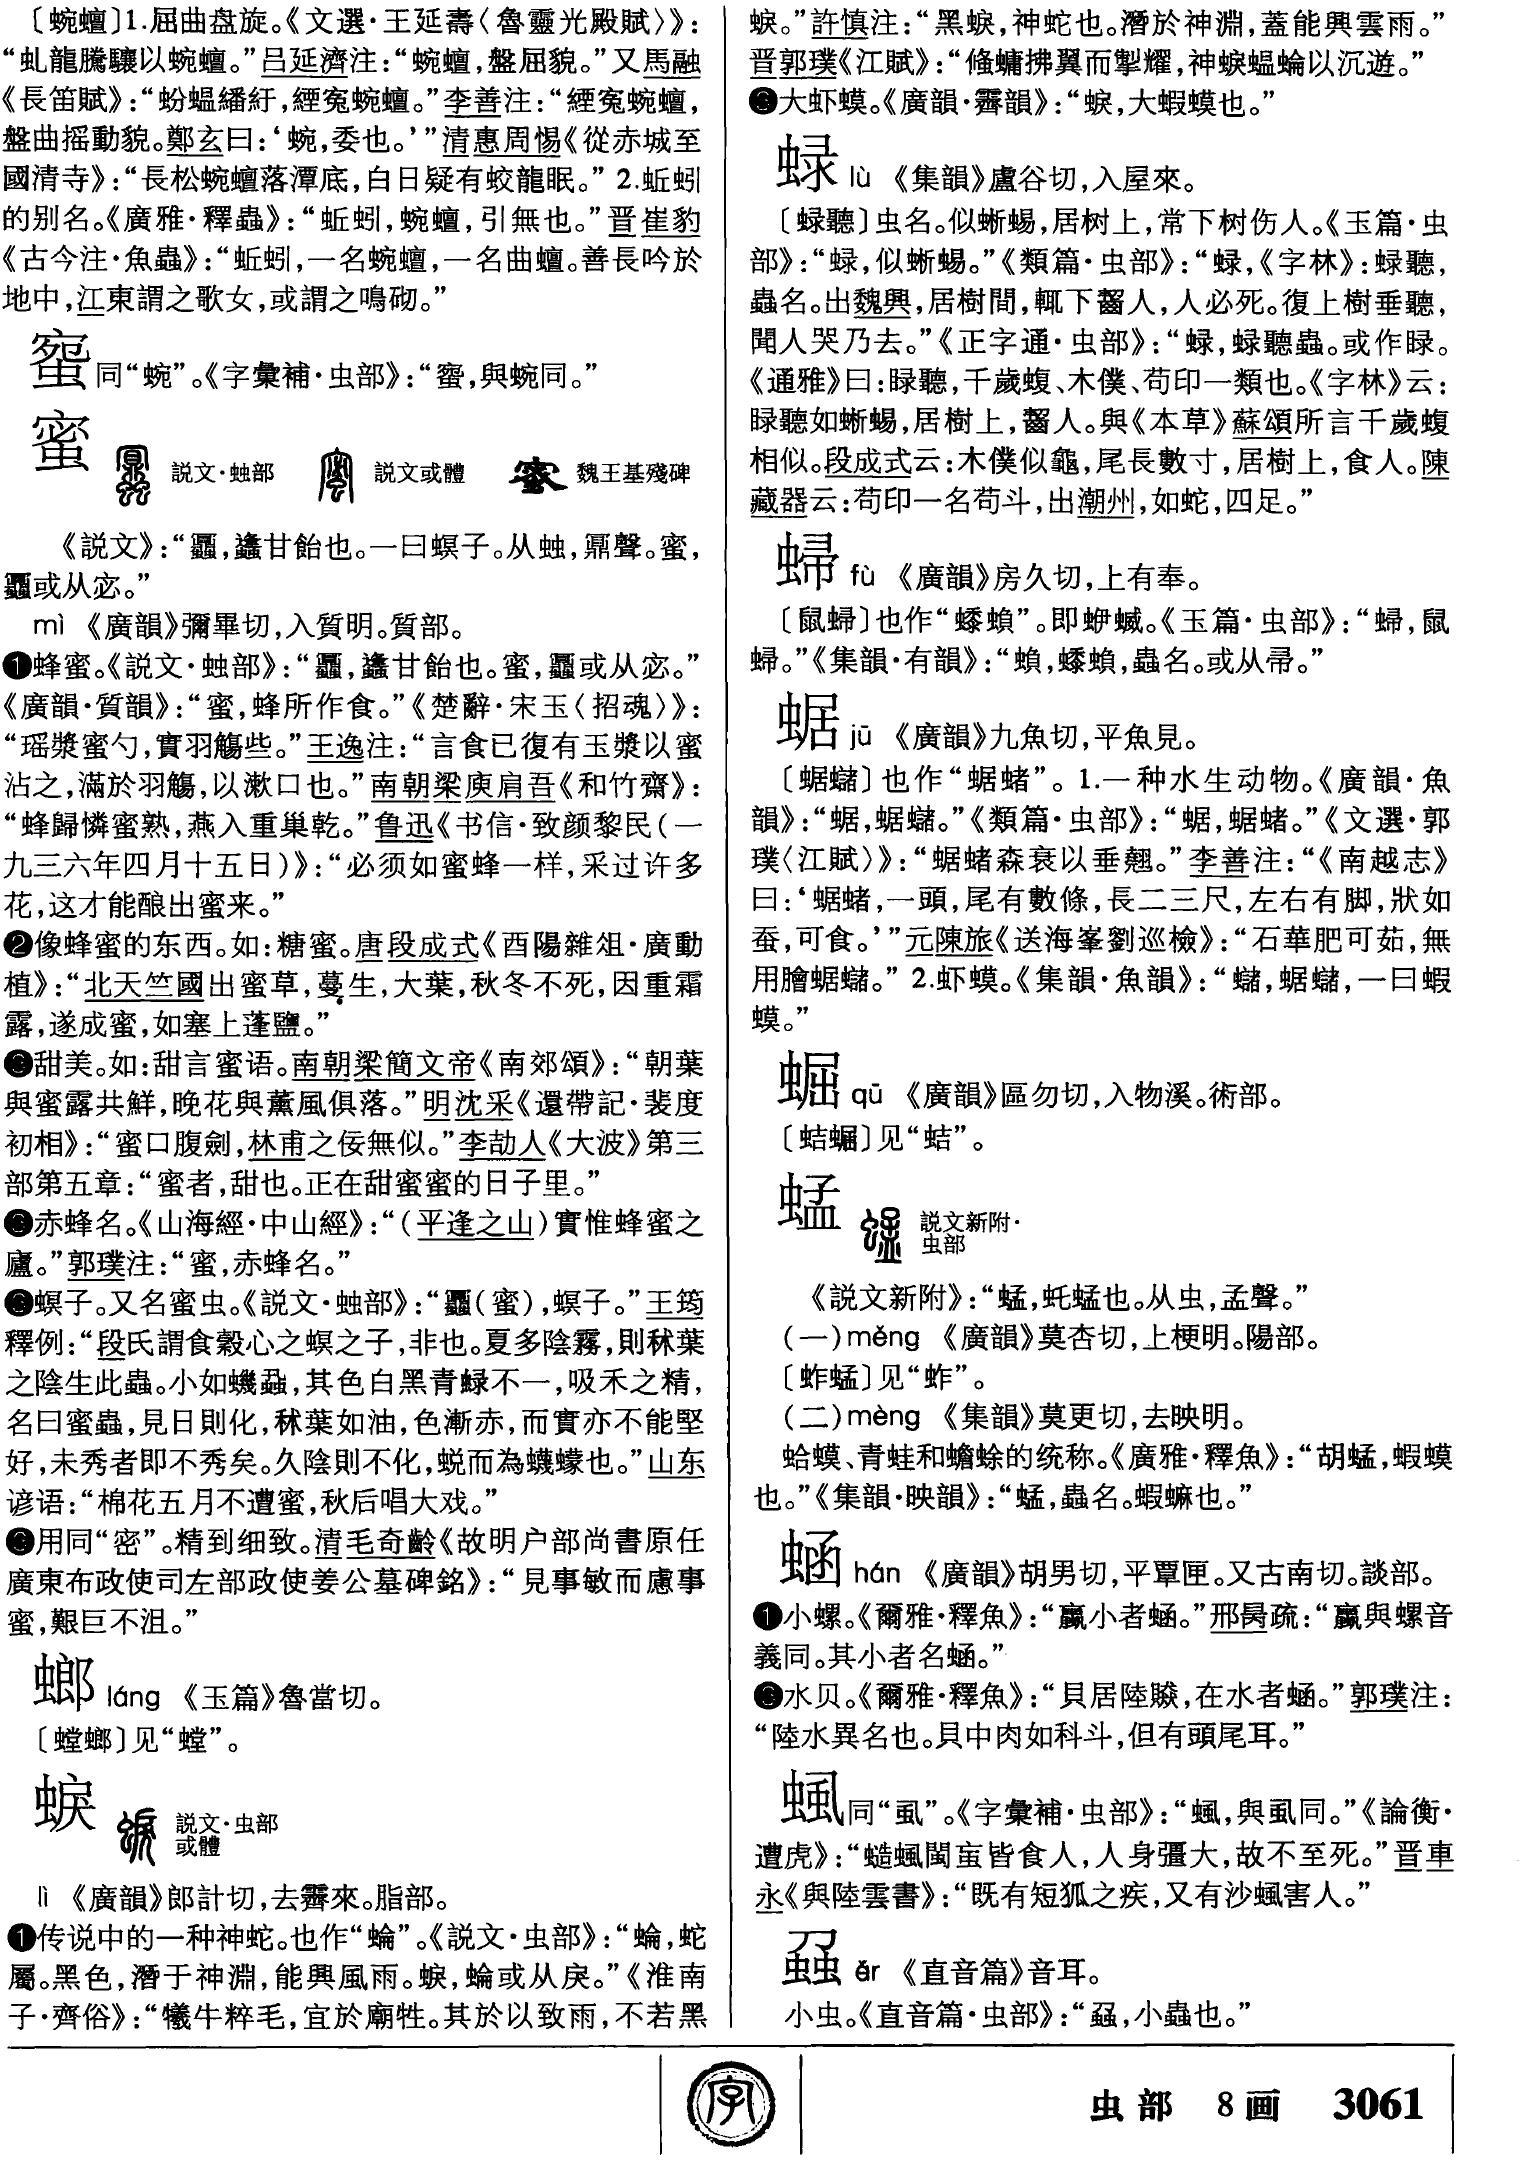 〔蜿蟺〕1.屈曲盘旋。《文選·王延壽〈魯靈光殿賦〉》：
“虬龍騰驤以蜿蟺。”吕延濟注：“蜿蟺，盤屈貌。”又馬融
《長笛賦》：“蚡緼繙紆，緸冤蜿蟺。”李善注：“緸冤蜿蟺，
盤曲摇動貌。鄭玄曰：‘蜿，委也。’”清惠周惕《從赤城至
國清寺》：“長松蜿蟺落潭底，白日疑有蛟龍眠。” 2.蚯蚓
的别名。《廣雅·釋蟲》：“蚯蚓，蜿蟺，引無也。”晋崔豹
《古今注·魚蟲》：“蚯蚓，一名蜿蟺，一名曲蟺。善長吟於
地中，江東謂之歌女，或謂之鳴砌。”
同“蜿”。《字彙補·虫部》：“，與蜿同。”
蜜 説文·䖵部 説文或體 魏王基殘碑
《説文》：“䘉，蠭甘飴也。一曰螟子。从䖵，鼏聲。蜜，
䘉或从宓。”
mì 《廣韻》彌畢切，入質明。質部。
❶蜂蜜。《説文·䖵部》：“䘉，蠭甘飴也。蜜，䘉或从宓。”
《廣韻·質韻》：“蜜，蜂所作食。”《楚辭·宋玉〈招魂〉》：
“瑶漿蜜勺，實羽觴些。”王逸注：“言食已復有玉漿以蜜
沾之，滿於羽觴，以漱口也。”南朝梁庾肩吾《和竹齋》：
“蜂歸憐蜜熟，燕入重巢乾。”鲁迅《书信·致颜黎民（一
九三六年四月十五日）》：“必须如蜜蜂一样，采过许多
花，这才能酿出蜜来。”
❷像蜂蜜的东西。如：糖蜜。唐段成式《酉陽雜俎·廣動
植》：“北天竺國出蜜草，蔓生，大葉，秋冬不死，因重霜
露，遂成蜜，如塞上蓬鹽。”
❸甜美。如：甜言蜜语。南朝梁簡文帝《南郊頌》：“朝葉
與蜜露共鮮，晚花與薰風俱落。”明沈采《還帶記·裴度
初相》：“蜜口腹劍，林甫之佞無似。”李劼人《大波》第三
部第五章：“蜜者，甜也。正在甜蜜蜜的日子里。”
❹赤蜂名。《山海經·中山經》：“（平逢之山）實惟蜂蜜之
廬。”郭璞注：“蜜，赤蜂名。”
❺螟子。又名蜜虫。《説文·䖵部》：“䘉（蜜），螟子。”王筠
釋例：“段氏謂食穀心之螟之子，非也。夏多陰霧，則秫葉
之陰生此蟲。小如蟣蝨，其色白黑青緑不一，吸禾之精，
名曰蜜蟲，見日則化，秫葉如油，色漸赤，而實亦不能堅
好，未秀者即不秀矣。久陰則不化，蜕而為蠛蠓也。”山东
谚语：“棉花五月不遭蜜，秋后唱大戏。”
❻用同“密”。精到细致。清毛奇齡《故明户部尚書原任
廣東布政使司左部政使姜公墓碑銘》：“見事敏而慮事
蜜，艱巨不沮。”
螂 láng 《玉篇》魯當切。
〔螳螂〕见“螳”。
蜧 説文·虫部
或體
lì 《廣韻》郎計切，去霽來。脂部。
❶传说中的一种神蛇。也作“蜦”。《説文·虫部》：“蜦，蛇
屬。黑色，潛于神淵，能興風雨。蜧，蜦或从戾。”《淮南
子·齊俗》：“犧牛粹毛，宜於廟牲。其於以致雨，不若黑
蜧。”許慎注：“黑蜧，神蛇也。潛於神淵，蓋能興雲雨。”
晋郭璞《江賦》：“鯈䗤拂翼而掣耀，神蜧蝹蜦以沉遊。”
❷大虾蟆。《廣韻·霽韻》：“蜧，大蝦蟆也。”
䗀 lù 《集韻》盧谷切，入屋來。
〔䗀聽〕虫名。似蜥蜴，居树上，常下树伤人。《玉篇·虫
部》：“䗀，似蜥蜴。”《類篇·虫部》：“䗀，《字林》：䗀聽，
蟲名。出魏興，居樹間，輒下齧人，人必死。復上樹垂聽，
聞人哭乃去。”《正字通·虫部》：“䗀，䗀聽蟲。或作睩。
《通雅》曰：睩聽，千歲蝮、木僕、苟印一類也。《字林》云：
睩聽如蜥蜴，居樹上，齧人。與《本草》蘇頌所言千歲蝮
相似。段成式云：木僕似龜，尾長數寸，居樹上，食人。陳
藏器云：苟印一名苟斗，出潮州，如蛇，四足。”
䗄 fù 《廣韻》房久切，上有奉。
〔鼠䗄〕也作“䗜蝜”。即蛜蝛。《玉篇·虫部》：“䗄，鼠
䗄。”《集韻·有韻》：“蝜，䗜蝜，蟲名。或从帚。”
蜛 jū 《廣韻》九魚切，平魚見。
〔蜛蠩〕也作“蜛蝫”。1.一种水生动物。《廣韻·魚
韻》：“蜛，蜛蠩。”《類篇·虫部》：“蜛，蜛蝫。”《文選·郭
璞〈江賦〉》：“蜛蝫森衰以垂翹。”李善注：“《南越志》
曰：‘蜛蝫，一頭，尾有數條，長二三尺，左右有脚，狀如
蚕，可食。’”元陳旅《送海峯劉巡檢》：“石華肥可茹，無
用膾蜛蠩。” 2.虾蟆。《集韻·魚韻》：“蠩，蜛蠩，一曰蝦
蟆。”
蜛 qū 《廣韻》區勿切，入物溪。術部。
〔蛣𧌑〕见“蛣”。
蜢 説文新附·
虫部
《説文新附》：“蜢，虴蜢也。从虫，孟聲。”
（一）měng 《廣韻》莫杏切，上梗明。陽部。
〔蚱蜢〕见“蚱”。
（二）mèng 《集韻》莫更切，去映明。
蛤蟆、青蛙和蟾蜍的统称。《廣雅·釋魚》：“胡蜢，蝦蟆
也。”《集韻·映韻》：“蜢，蟲名。蝦蟵也。”
蜬 hán 《廣韻》胡男切，平覃匣。又古南切。談部。
❶小螺。《爾雅·釋魚》：“蠃小者蜬。”邢昺疏：“蠃與螺音
義同。其小者名蜬。”
❷水贝。《爾雅·釋魚》：“貝居陸贆，在水者蜬。”郭璞注：
“陸水異名也。貝中肉如科斗，但有頭尾耳。”
䗂同“虱”。《字彙補·虫部》：“䗂，與虱同。”《論衡·
遭虎》：“䗂閩䖟皆食人，人身彊大，故不至死。”晋車
永《與陸雲書》：“既有短狐之疾，又有沙䗂害人。”
ěr 《直音篇》音耳。
小虫。《直音篇·虫部》：“，小蟲也。”
字
虫部 8画 3061